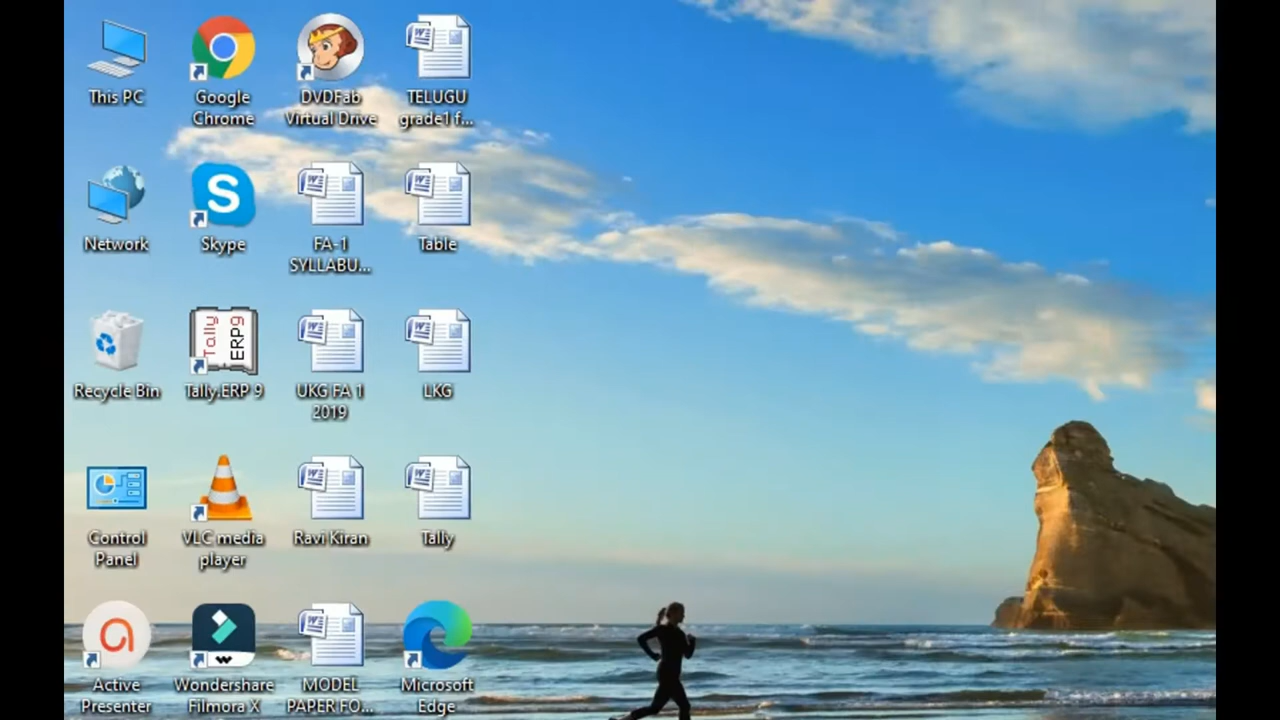 This PC
Google
Chrome
DVDFab
Virtual Drive
TELUGU
grade1 f...
Network
S
Skype
FA-1
SYLLABU...
Table
Recycle Bin
Tally
ERP9
Tally.ERP 9
UKG FA 1
2019
LKG
Control
Panel
VLC media
player
Ravi Kiran
Tally
Active
Presenter
Wondershare
Filmora X
MODEL
PAPER FO...
Microsoft
Edge